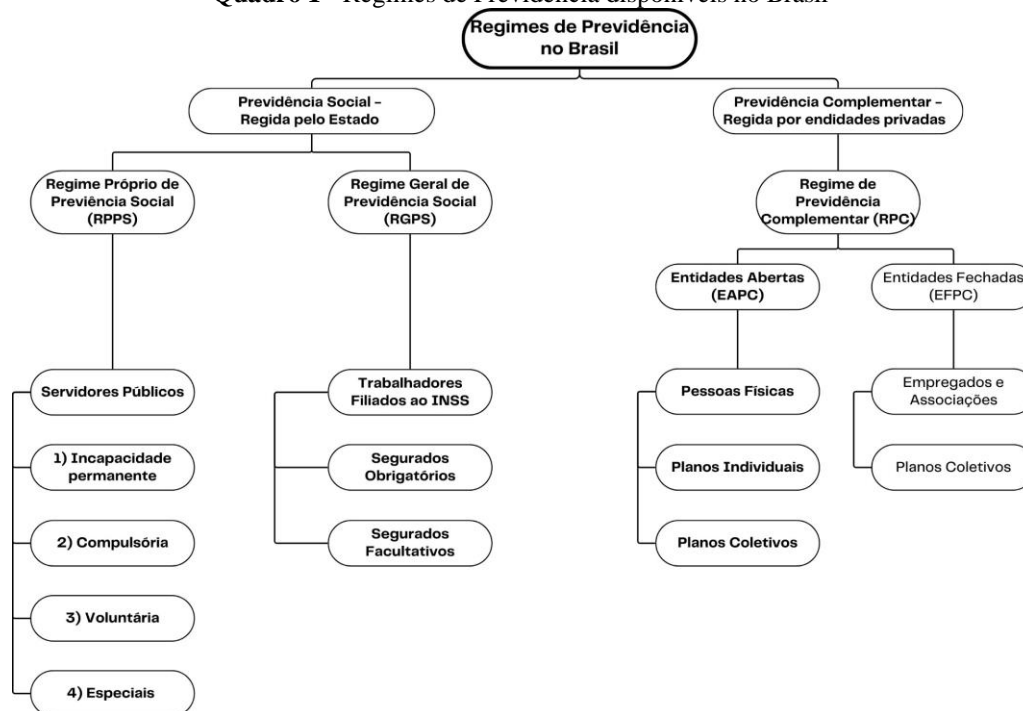 Quadro 1 - Regimes de Previdência disponíveis no Brasil
Regimes de Previdência
no Brasil
Previdência Social –
Regida pelo Estado
Previdência Complementar –
Regida por endidades privadas
Regime Próprio de
Previência Social
(RPPS)
Regime Geral de
Previdência Social
(RGPS)
Regime de
Previdência
Complementar (RPC)
Entidades Abertas
(EAPC)
Entidades Fechadas
(EFPC)
Servidores Públicos
Trabalhadores
Filiados ao INSS
Pessoas Físicas
Empregados e
Associações
1) Incapacidade
permanente
Segurados
Obrigatórios
Planos Individuais
Planos Coletivos
2) Compulsória
Segurados
Facultativos
Planos Coletivos
3) Voluntária
4) Especiais